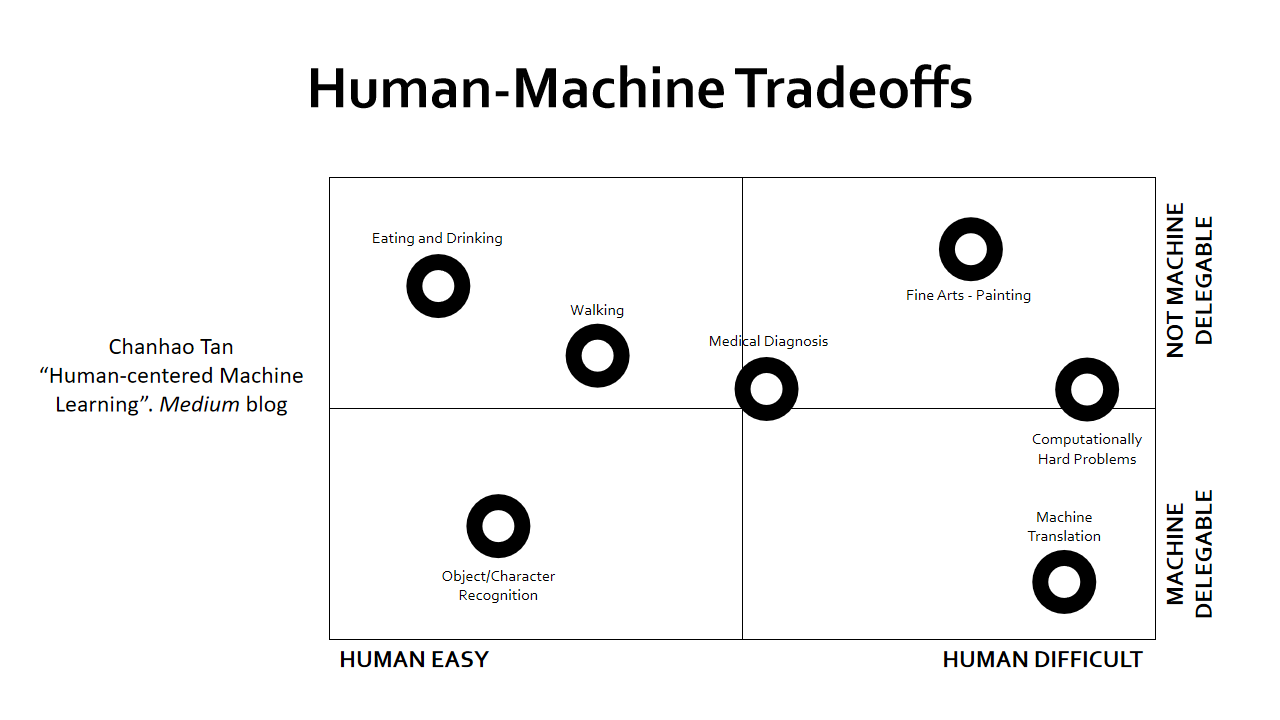 Human-Machine Tradeoffs
Chanhao Tan
“Human-centered Machine
Learning”. Medium blog
Eating and Drinking
Walking
Medical Diagnosis
Fine Arts - Painting
Computationally
Hard Problems
Object/Character
Recognition
Machine
Translation
NOT MACHINE
DELEGABLE
MACHINE
DELEGABLE
HUMAN EASY
HUMAN DIFFICULT